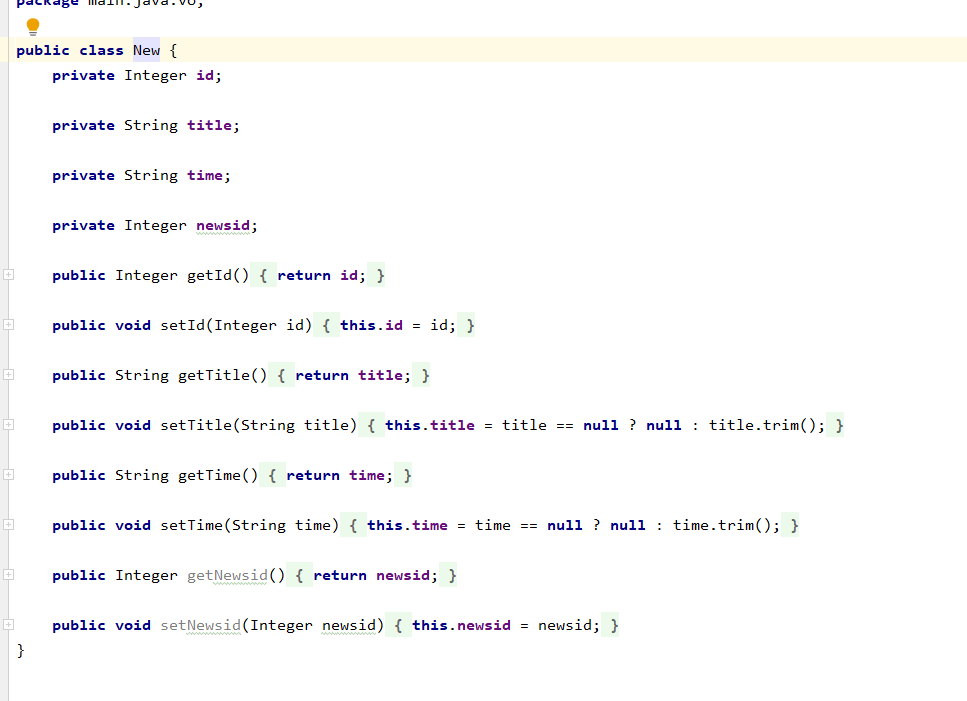 package main.java.vo;
public class New {
private Integer id;
private String title;
private String time;
private Integer newsid;
public Integer getId() { return id; }
public void setId(Integer id) { this.id = id; }
public String getTitle() { return title; }
public void setTitle(String title) { this.title = title == null ? null : title.trim(); }
public String getTime() { return time; }
public void setTime(String time) { this.time = time == null ? null : time.trim(); }
public Integer getNewsid() { return newsid; }
public void setNewsid(Integer newsid) { this.newsid = newsid; }
}